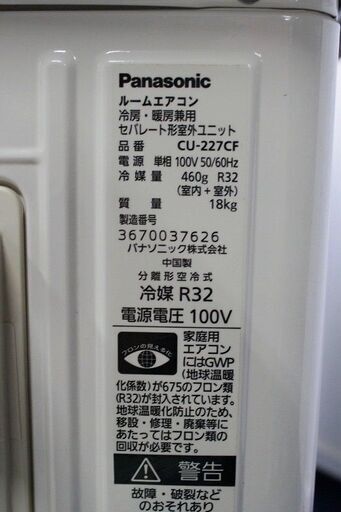 Panasonic
ルームエアコン
冷房・暖房兼用
セパレート形室外ユニット
品番 CU-227CF
電源 単相100V 50/60Hz
冷媒量 460g R32
(室内+室外)
質量 18kg
製造番号
3670037626
パナソニック株式会社
中国製
分離形空冷式
冷媒 R32
電源電圧 100V
フロンの見える化
家庭用
エアコン
にはGWP
(地球温暖
化係数)が675のフロン類
(R32)が封入されています。
地球温暖化防止のため、
移設・修理・廃棄等に
あたってはフロン類の
回収が必要です。
警告
故障・破裂など
のおそれあり